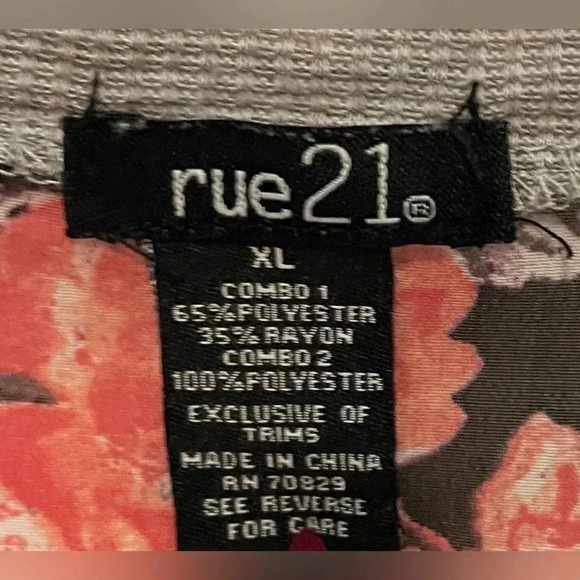 rue21®
XL
COMBO 1
65%POLYESTER
35%RAYON
COMBO 2
100%POLYESTER
EXCLUSIVE OF
TRIMS
MADE IN CHINA
RN 70829
SEE REVERSE
FOR CARE